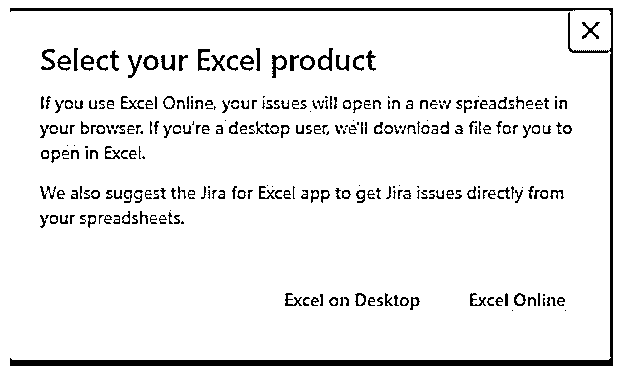 Select your Excel product
If you use Excel Online, your issues will open in a new spreadsheet in
your browser. If you're a desktop user, we'll download a file for you to
open in Excel.
We also suggest the Jira for Excel app to get Jira issues directly from
your spreadsheets.
Excel on Desktop Excel Online